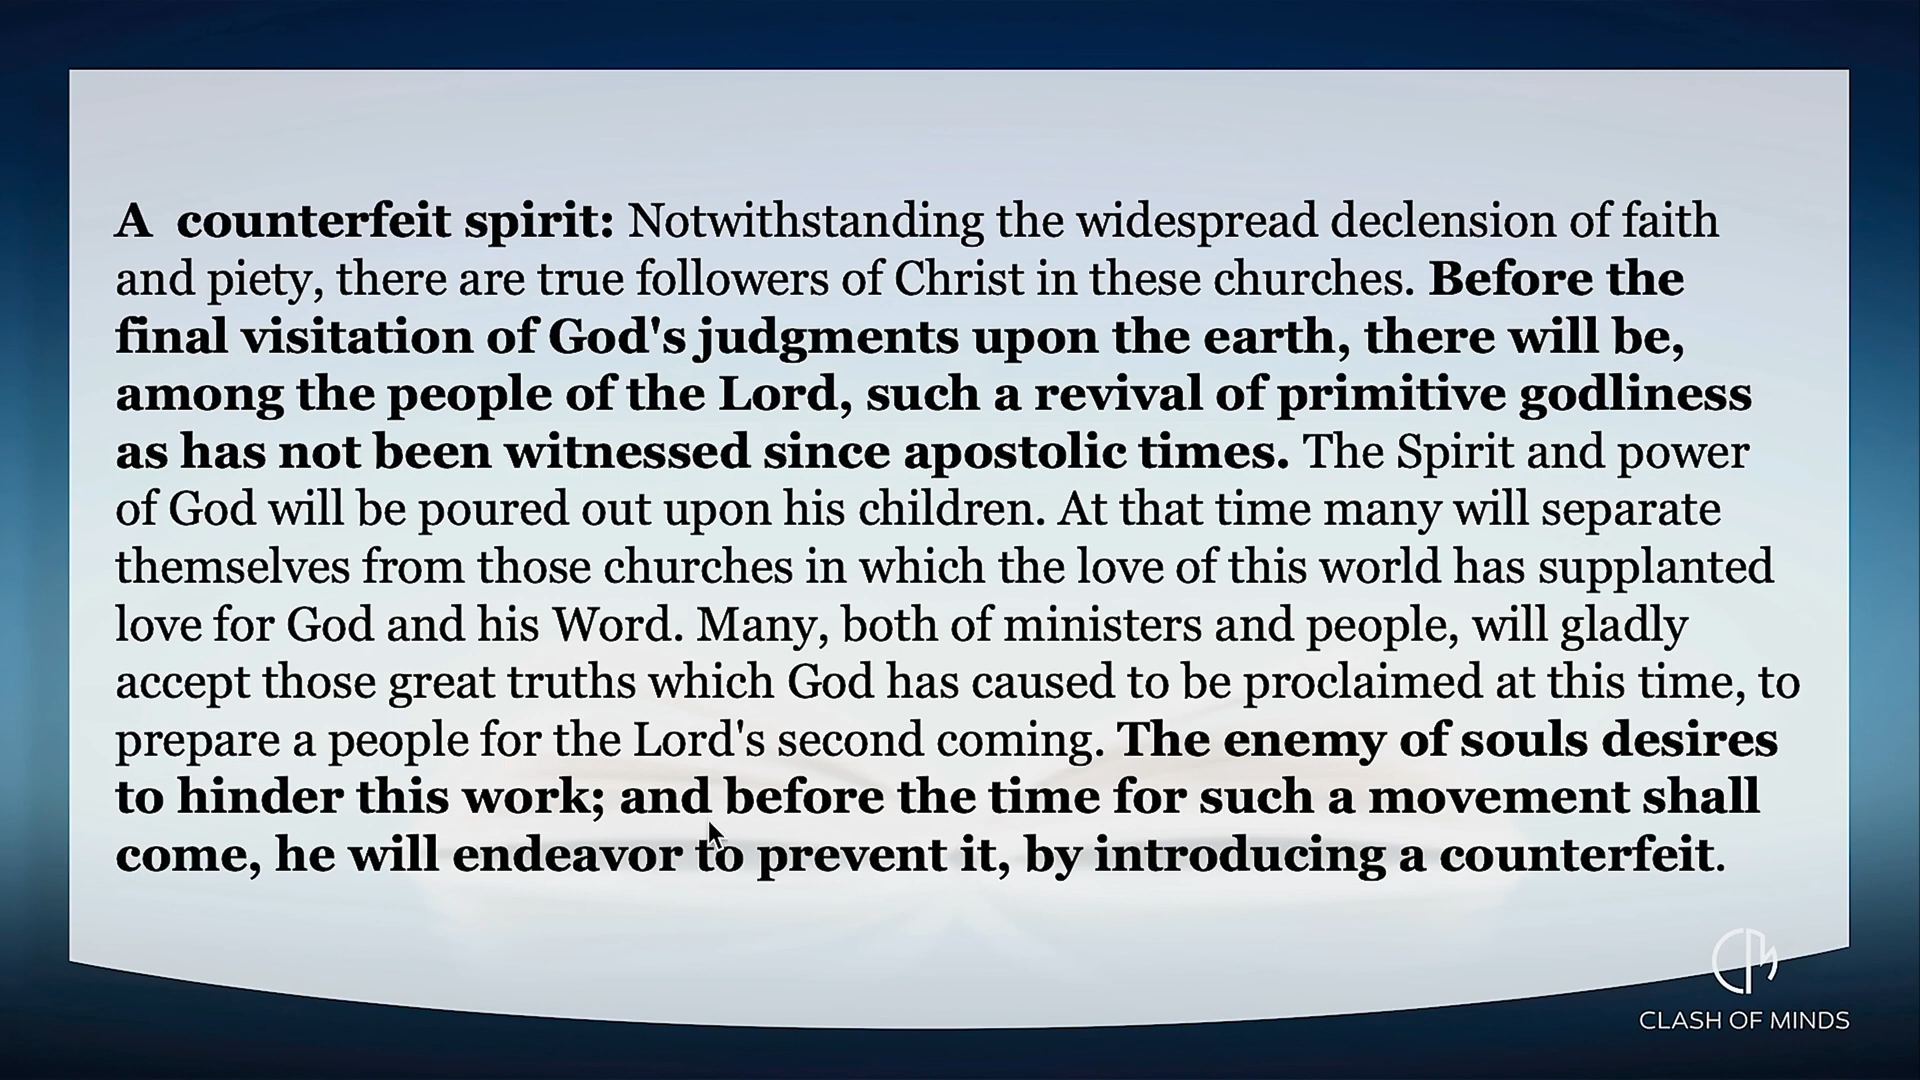 A counterfeit spirit: Notwithstanding the widespread declension of faith
and piety, there are true followers of Christ in these churches. Before the
final visitation of God's judgments upon the earth, there will be,
among the people of the Lord, such a revival of primitive godliness
as has not been witnessed since apostolic times. The Spirit and power
of God will be poured out upon his children. At that time many will separate
themselves from those churches in which the love of this world has supplanted
love for God and his Word. Many, both of ministers and people, will gladly
accept those great truths which God has caused to be proclaimed at this time, to
prepare a people for the Lord's second coming. The enemy of souls desires
to hinder this work; and before the time for such a movement shall
come, he will endeavor to prevent it, by introducing a counterfeit.
CLASH OF MINDS